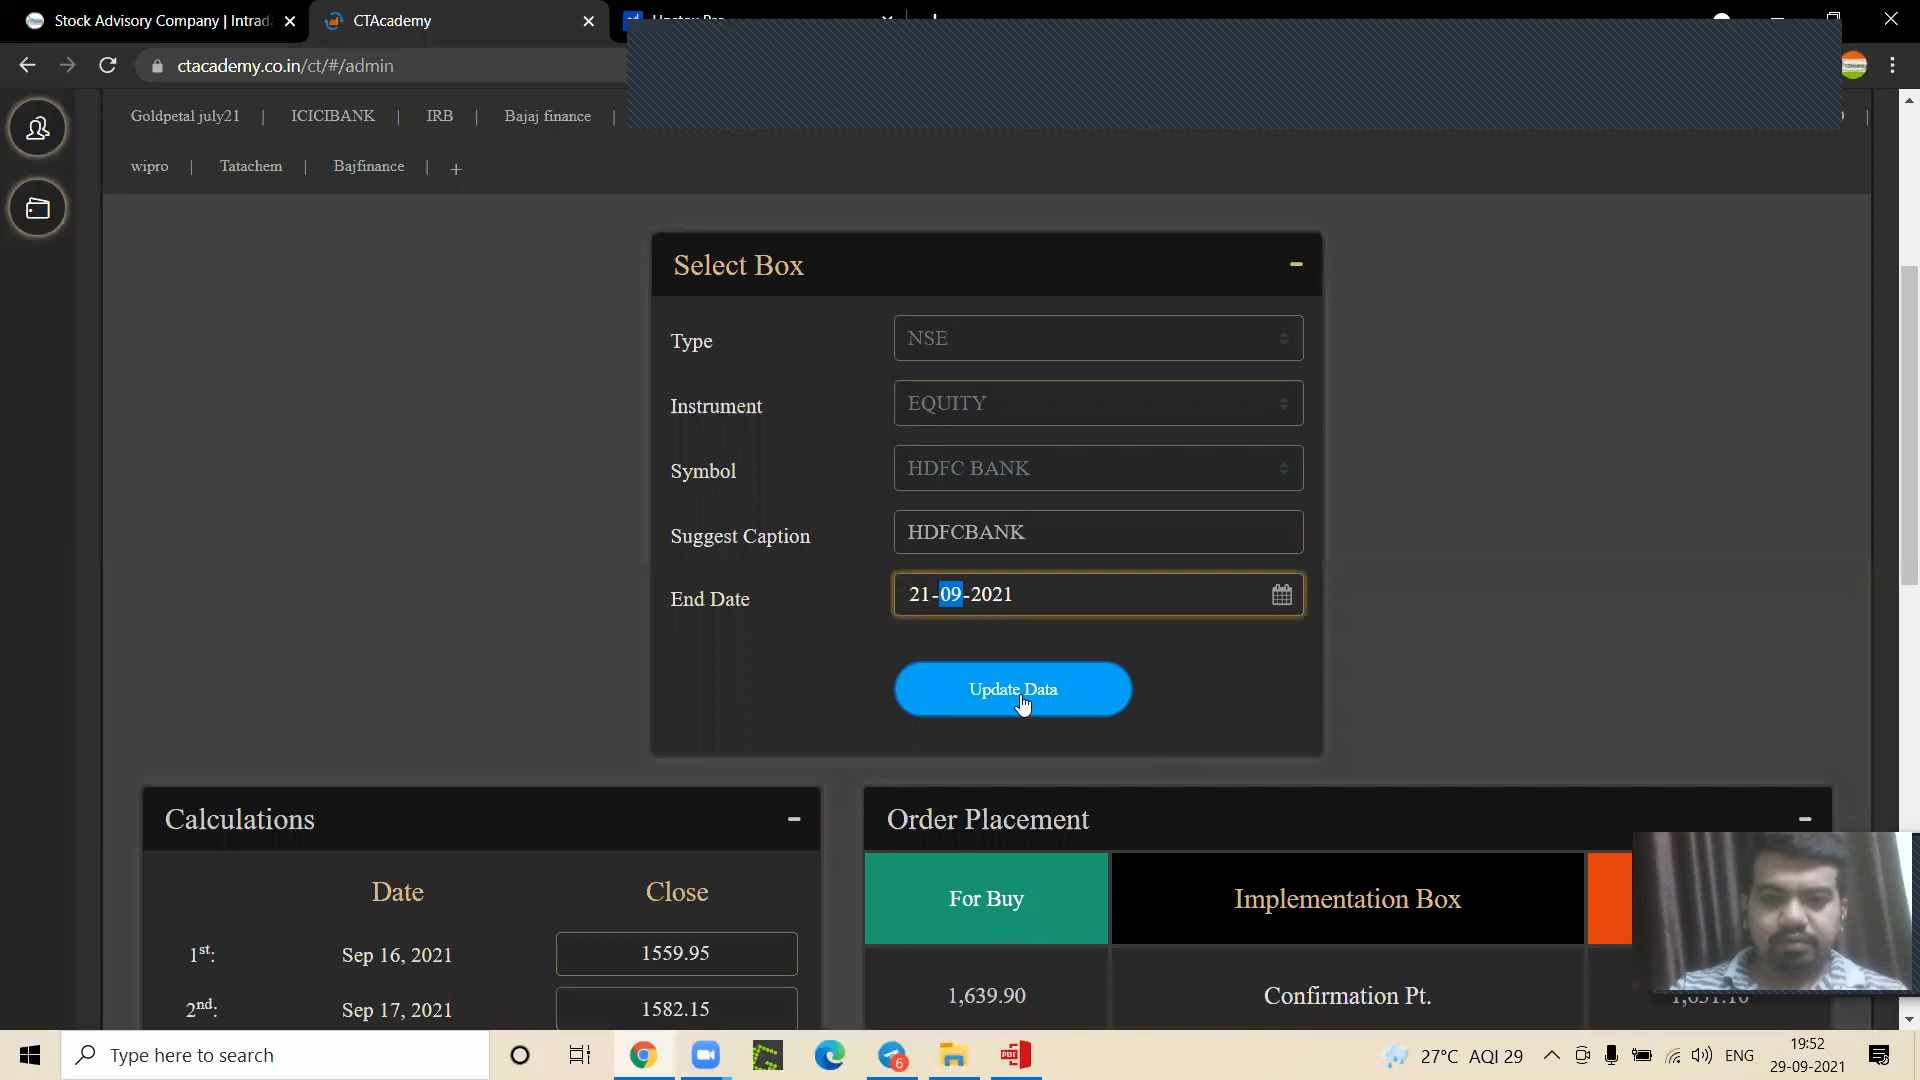 Stock Advisory Company | Intrad
CTAcademy
ctacademy.co.in/ct/#/admin
Goldpetal july21 | ICICIBANK | IRB | Bajaj finance |
wipro | Tatachem | Bajfinance | +
Select Box
Type NSE
Instrument EQUITY
Symbol HDFC BANK
Suggest Caption HDFCBANK
End Date 21-09-2021
Update Data
Calculations
Date Close
1st: Sep 16, 2021 1559.95
2nd: Sep 17, 2021 1582.15
Order Placement
For Buy Implementation Box
1,639.90 Confirmation Pt.
Type here to search
6
PDF
27°C AQI 29
ENG
19:52
29-09-2021